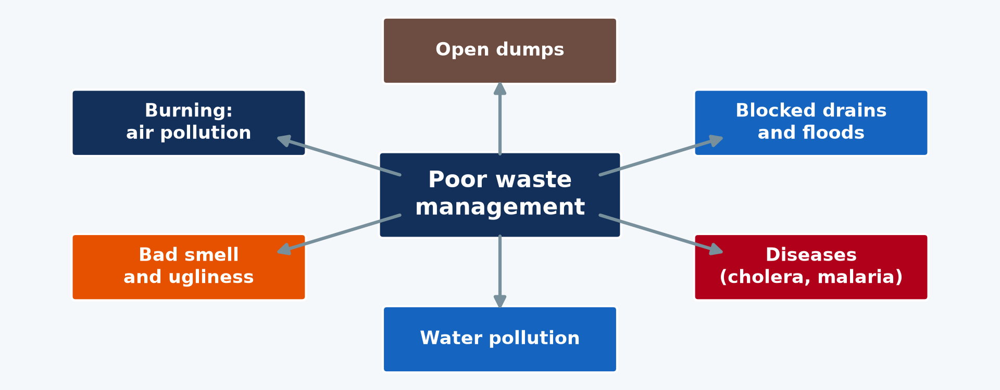 Open dumps
Burning:
air pollution
Blocked drains
and floods
Poor waste
management
Bad smell
and ugliness
Diseases
(cholera, malaria)
Water pollution